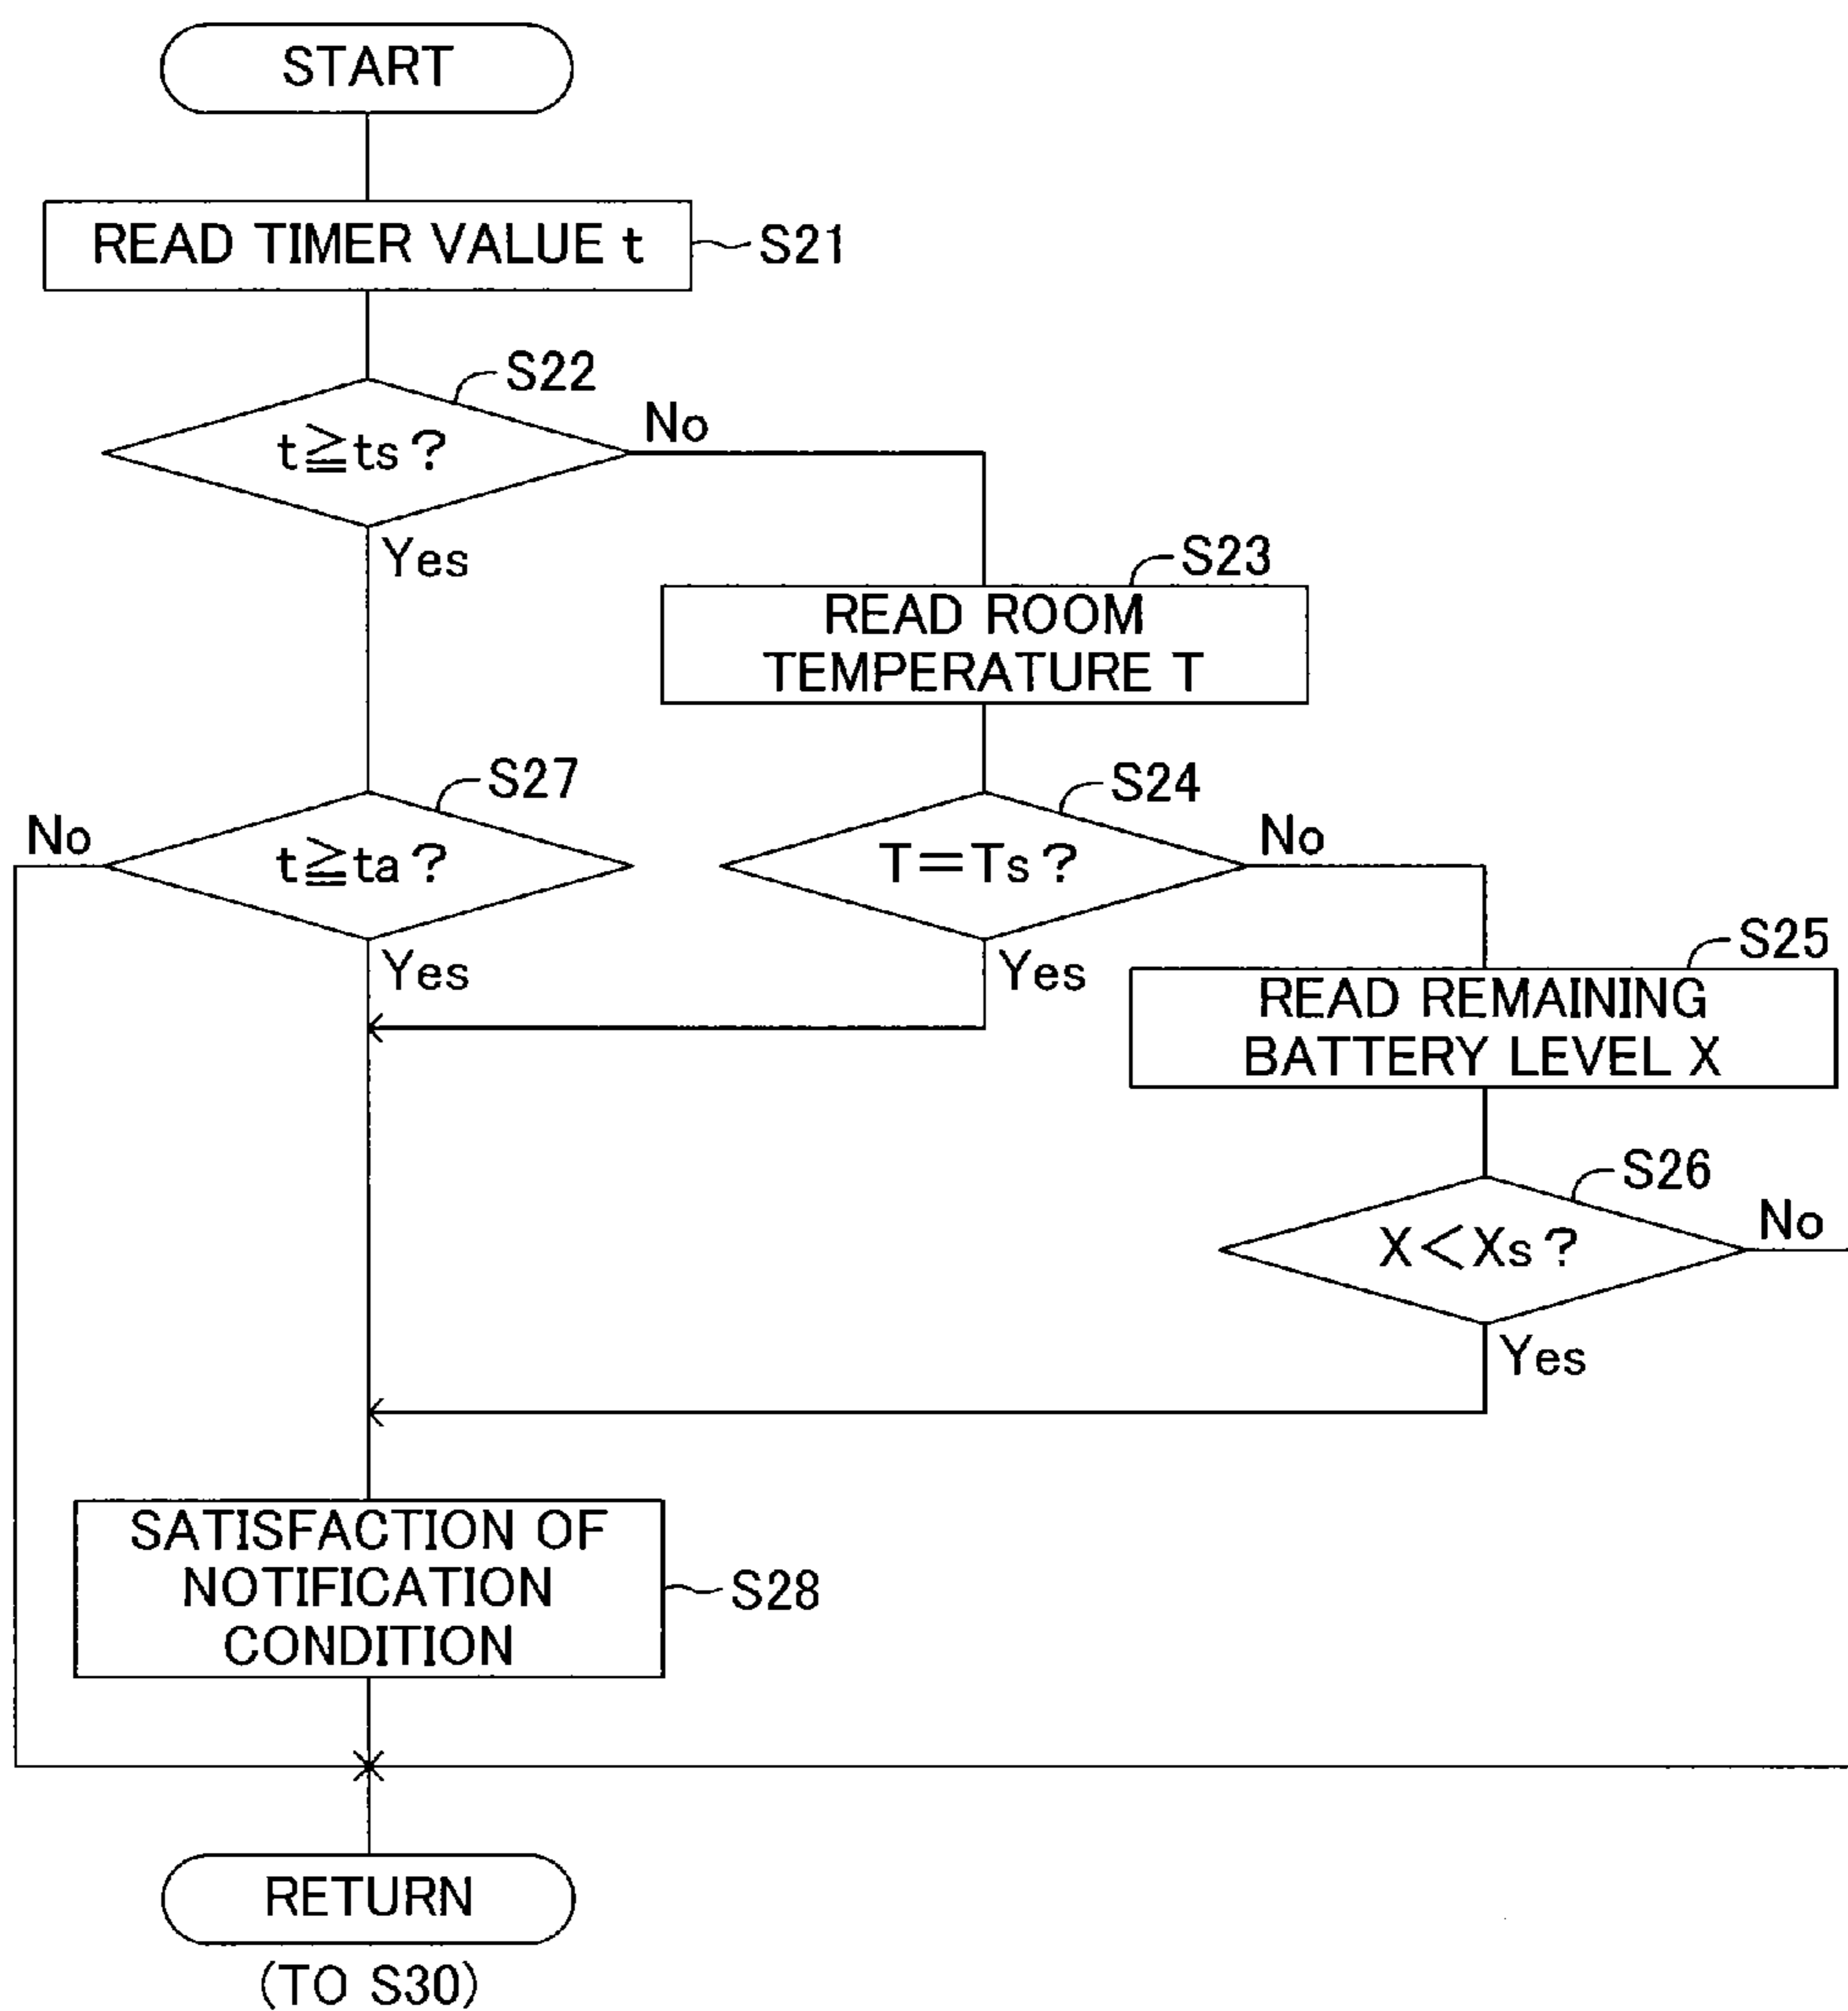 START
READ TIMER VALUE t
S21
S22
t≧ts?
No
Yes
S23
READ ROOM
TEMPERATURE T
S27
t≧ta?
No
Yes
S24
T=Ts?
No
Yes
S25
READ REMAINING
BATTERY LEVEL X
S26
X<Xs?
No
Yes
SATISFACTION OF
NOTIFICATION
CONDITION
S28
RETURN
(TO S30)